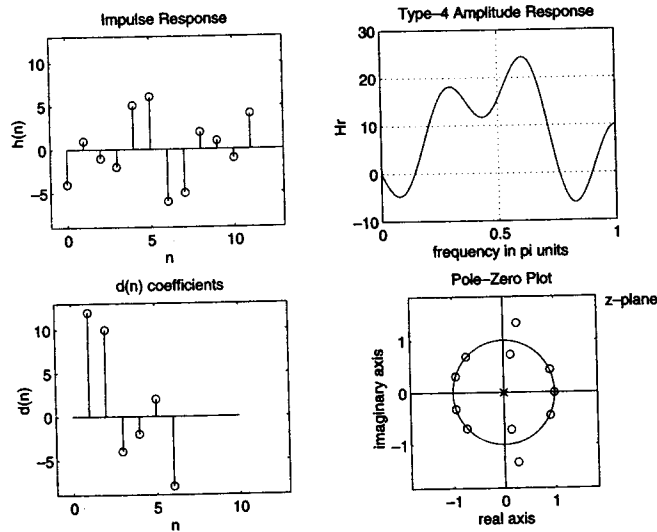 Impulse Response
10
5
0
−5
h(n)
0
5
10
n
Type−4 Amplitude Response
30
20
10
0
−10
Hr
0
0.5
1
frequency in pi units
d(n) coefficients
10
5
0
−5
d(n)
0
5
10
n
Pole−Zero Plot
z−plane
1
0
−1
imaginary axis
−1
0
1
real axis